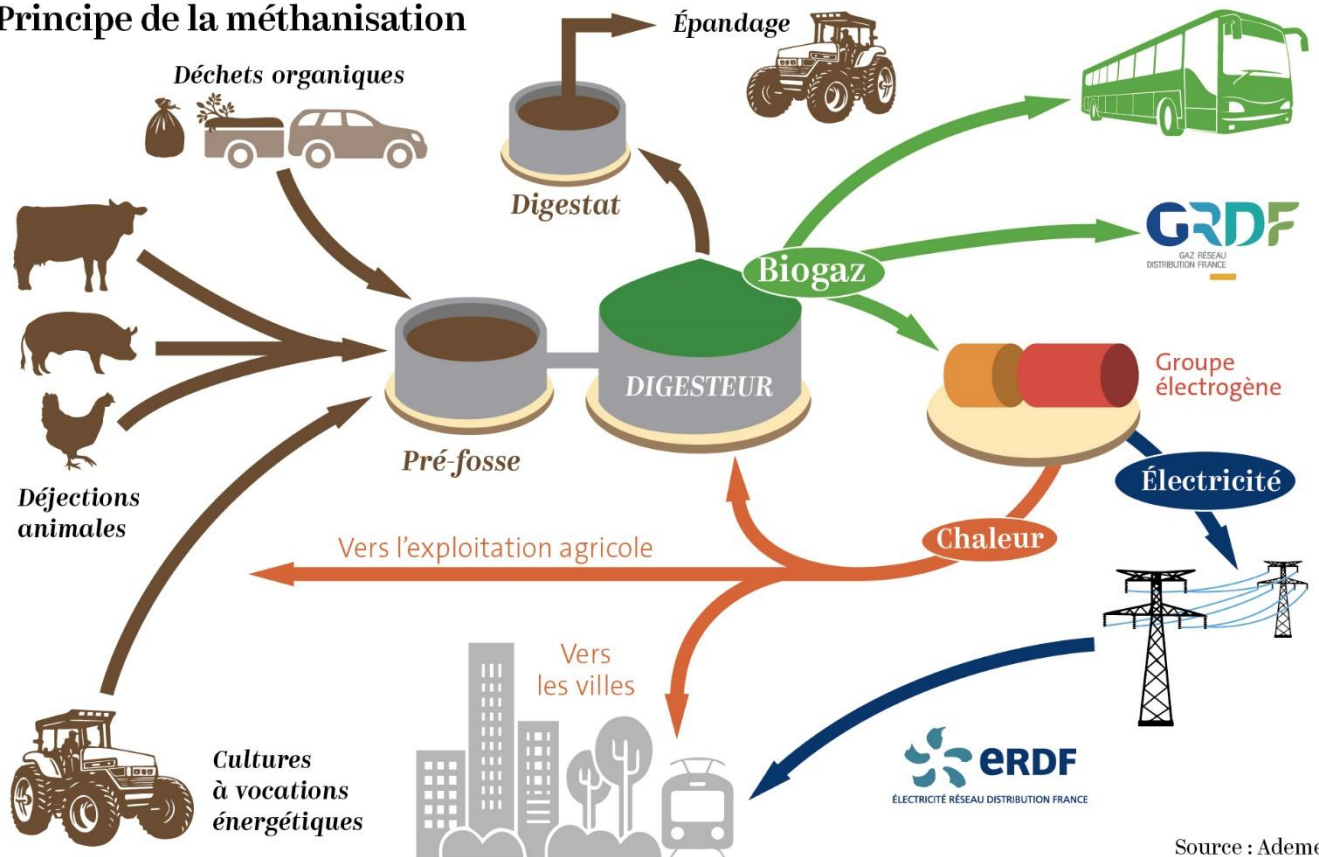 Principe de la méthanisation
Épandage
Déchets organiques
Digestat
GRDF
GAZ RÉSEAU
DISTRIBUTION FRANCE
Biogaz
DIGESTEUR
Groupe
électrogène
Pré-fosse
Électricité
Déjections
animales
Chaleur
Vers l'exploitation agricole
Vers
les villes
Cultures
à vocations
énergétiques
eRDF
ÉLECTRICITÉ RÉSEAU DISTRIBUTION FRANCE
Source : Ademe